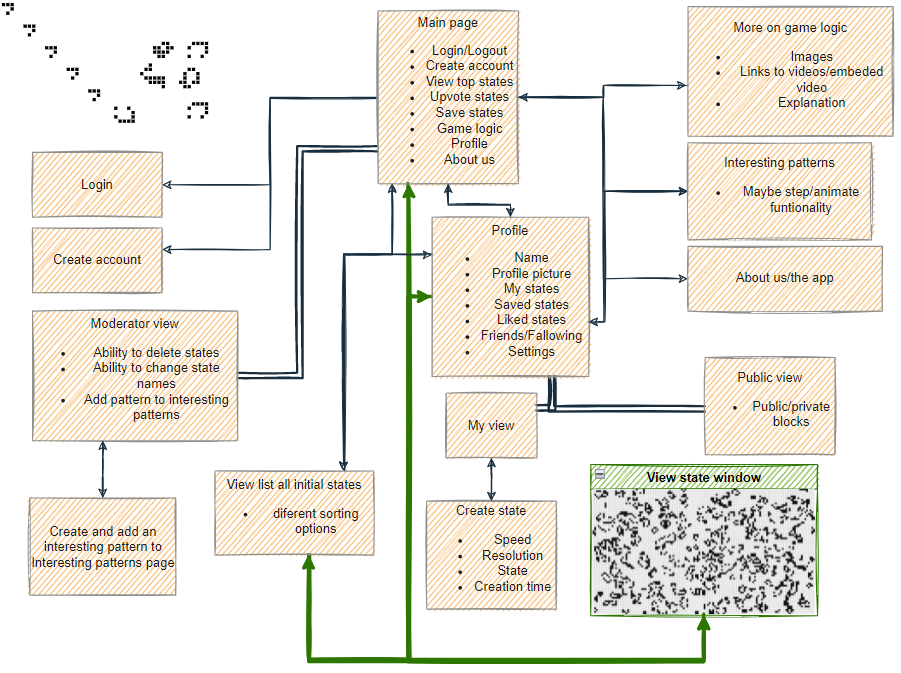 Main page
Login/Logout
Create account
View top states
Upvote states
Save states
Game logic
Profile
About us
More on game logic
Images
Links to videos/embeded
video
Explanation
Login
Interesting patterns
Maybe step/animate
funtionality
Create account
Profile
Name
Profile picture
My states
Saved states
Liked states
Friends/Fallowing
Settings
About us/the app
Moderator view
Ability to delete states
Ability to change state
names
Add pattern to interesting
patterns
Public view
Public/private
blocks
My view
View list all initial states
diferent sorting
options
View state window
Create and add an
interesting pattern to
Interesting patterns page
Create state
Speed
Resolution
State
Creation time